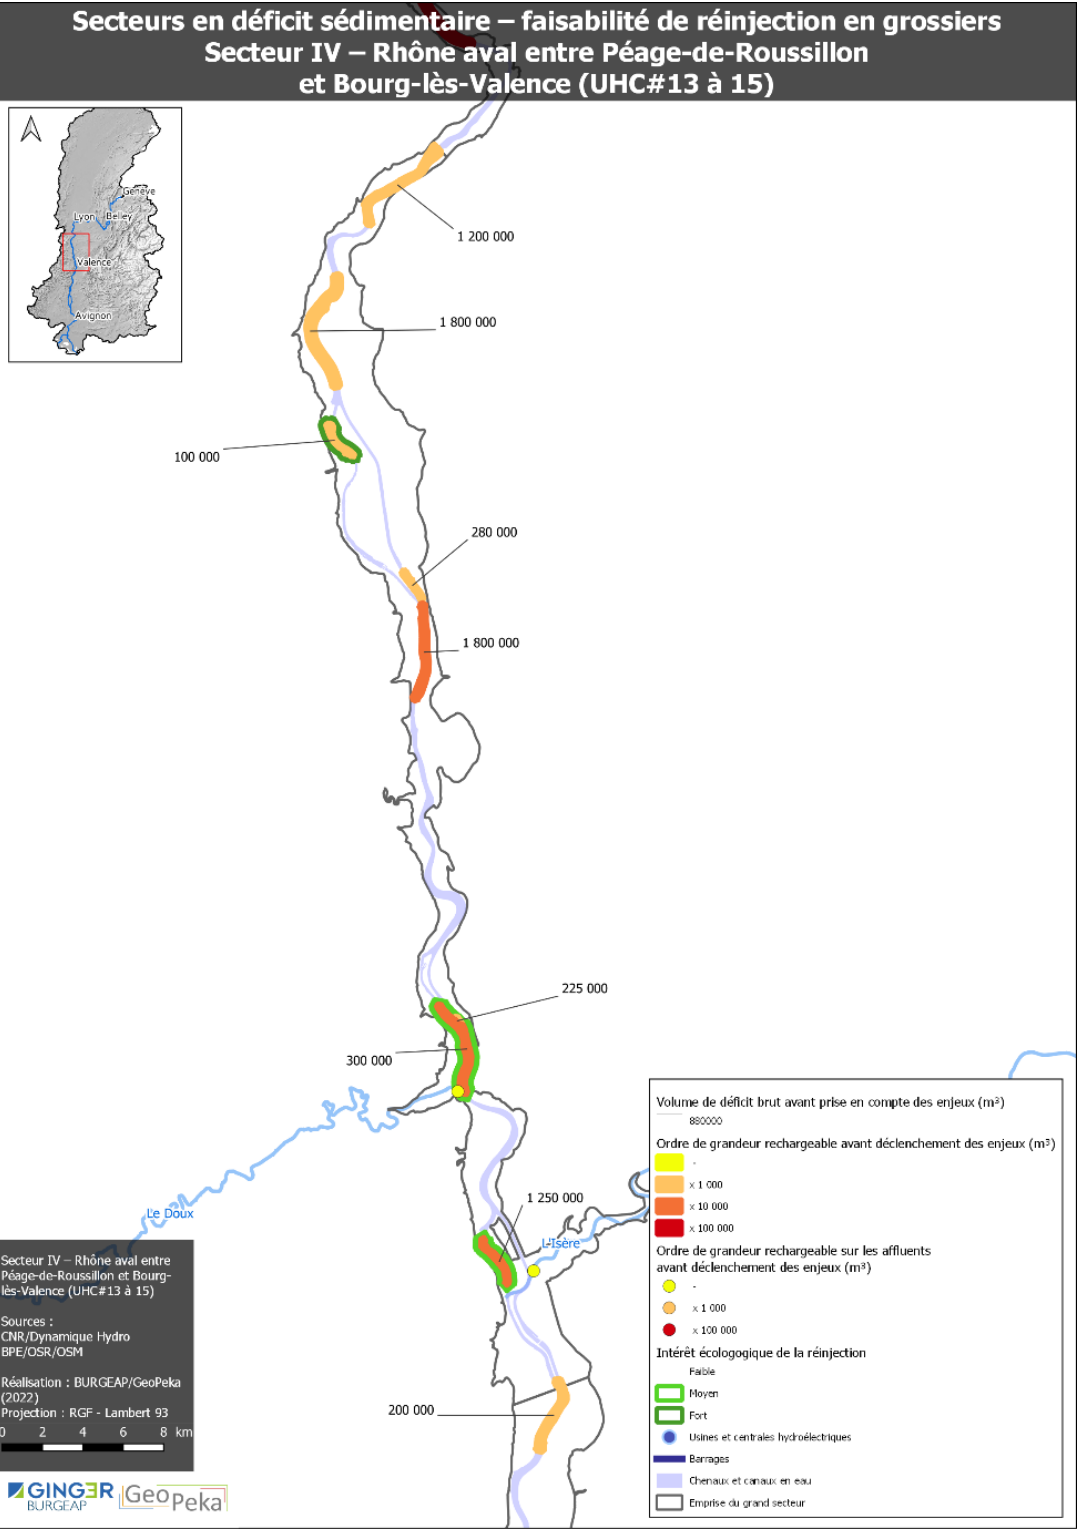 Secteurs en déficit sédimentaire – faisabilité de réinjection en grossiers
Secteur IV – Rhône aval entre Péage-de-Roussillon
et Bourg-lès-Valence (UHC#13 à 15)
Genève
Lyon
Belley
Valence
Avignon
1 200 000
1 800 000
100 000
280 000
1 800 000
225 000
300 000
1 250 000
Le Doux
L'Isère
200 000
Volume de déficit brut avant prise en compte des enjeux (m³)
880000
Ordre de grandeur rechargeable avant déclenchement des enjeux (m³)
-
x 1 000
x 10 000
x 100 000
Ordre de grandeur rechargeable sur les affluents
avant déclenchement des enjeux (m³)
-
x 1 000
x 100 000
Intérêt écologogique de la réinjection
Faible
Moyen
Fort
Usines et centrales hydroélectriques
Barrages
Chenaux et canaux en eau
Emprise du grand secteur
Secteur IV – Rhône aval entre
Péage-de-Roussillon et Bourg-
lès-Valence (UHC#13 à 15)
Sources :
CNR/Dynamique Hydro
BPE/OSR/OSM
Réalisation : BURGEAP/GeoPeka
(2022)
Projection : RGF - Lambert 93
0 2 4 6 8 km
GINGER
BURGEAP
GeoPeka